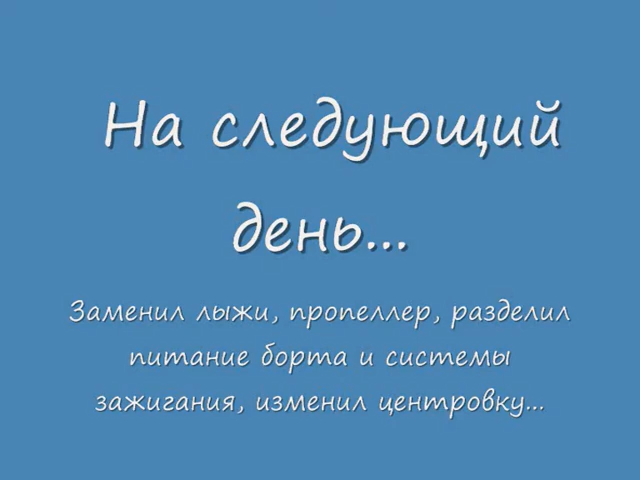 На следующий
день...
Заменил лыжи, пропеллер, разделил
питание борта и системы
зажигания, изменил центровку...